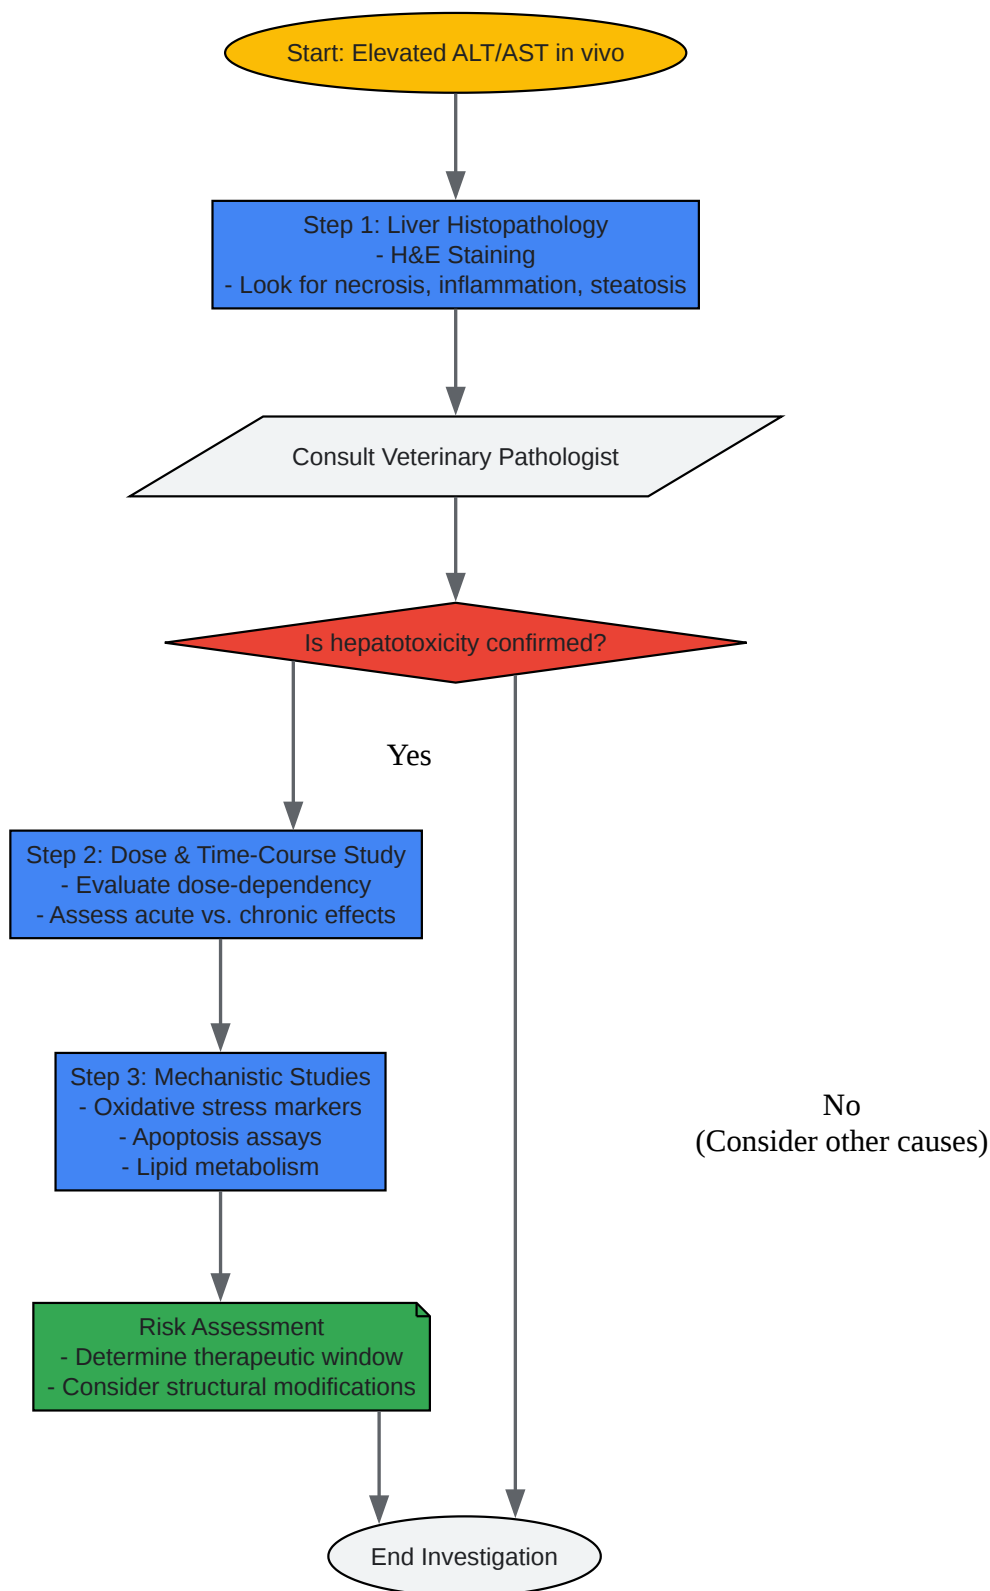 Start: Elevated ALT/AST in vivo
Step 1: Liver Histopathology
- H&E Staining
- Look for necrosis, inflammation, steatosis
Consult Veterinary Pathologist
Is hepatotoxicity confirmed?
Yes
Step 2: Dose & Time-Course Study
- Evaluate dose-dependency
- Assess acute vs. chronic effects
Step 3: Mechanistic Studies
- Oxidative stress markers
- Apoptosis assays
- Lipid metabolism
No
(Consider other causes)
Risk Assessment
- Determine therapeutic window
- Consider structural modifications
End Investigation